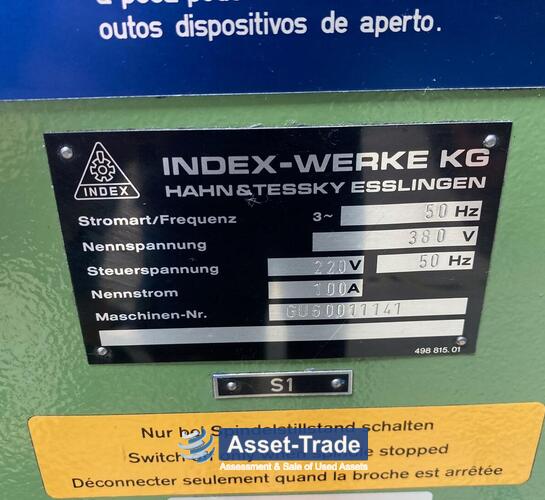 outos dispositivos de aperto.
INDEX-WERKE KG
INDEX
HAHN & TESSKY ESSLINGEN
Stromart/Frequenz 3~ 50 Hz
Nennspannung 380 V
Steuerspannung 220 V 50 Hz
Nennstrom 100 A
Maschinen-Nr. GU60011141
498 815. 01
S1
Nur bei Spindelstillstand schalten
Asset-Trade
Switch stopped
Assessment & Sale of Used Assets
Déconnecter seulement quand la broche est arrêtée